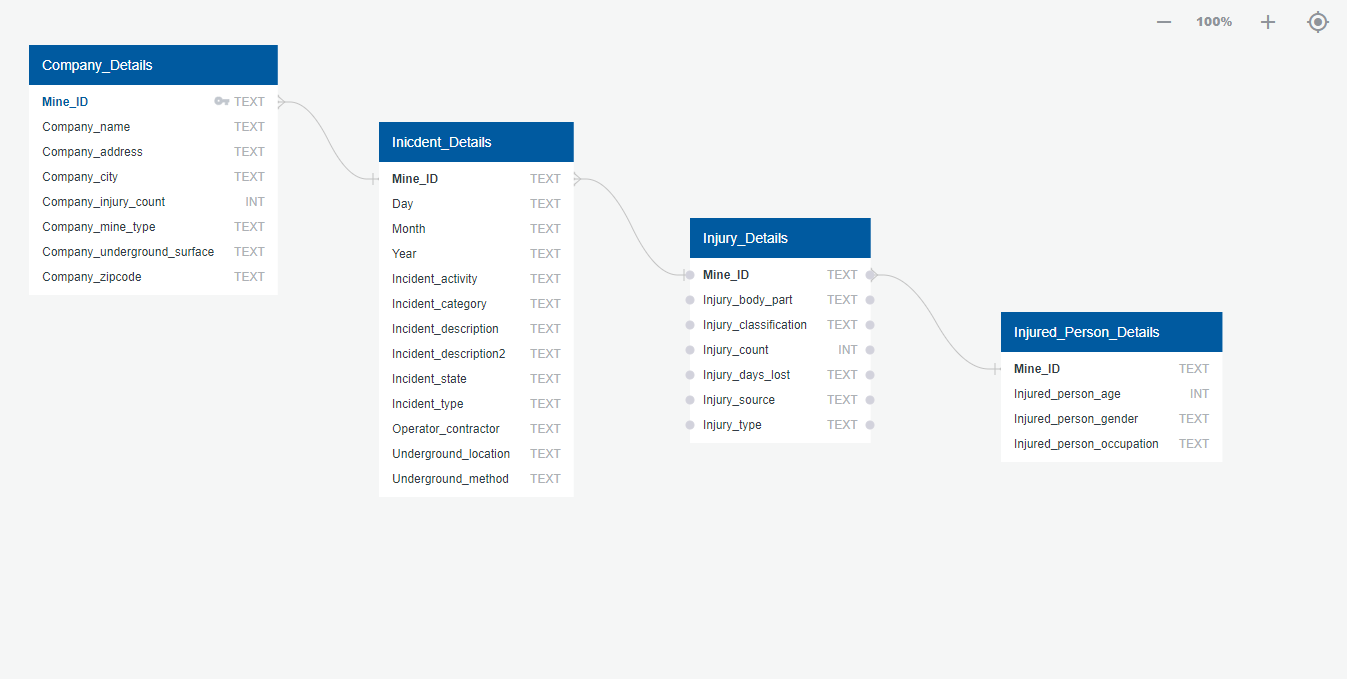 100%
Company_Details
Mine_ID TEXT
Company_name TEXT
Company_address TEXT
Company_city TEXT
Company_injury_count INT
Company_mine_type TEXT
Company_underground_surface TEXT
Company_zipcode TEXT
Inicdent_Details
Mine_ID TEXT
Day TEXT
Month TEXT
Year TEXT
Incident_activity TEXT
Incident_category TEXT
Incident_description TEXT
Incident_description2 TEXT
Incident_state TEXT
Incident_type TEXT
Operator_contractor TEXT
Underground_location TEXT
Underground_method TEXT
Injury_Details
Mine_ID TEXT
Injury_body_part TEXT
Injury_classification TEXT
Injury_count INT
Injury_days_lost TEXT
Injury_source TEXT
Injury_type TEXT
Injured_Person_Details
Mine_ID TEXT
Injured_person_age INT
Injured_person_gender TEXT
Injured_person_occupation TEXT